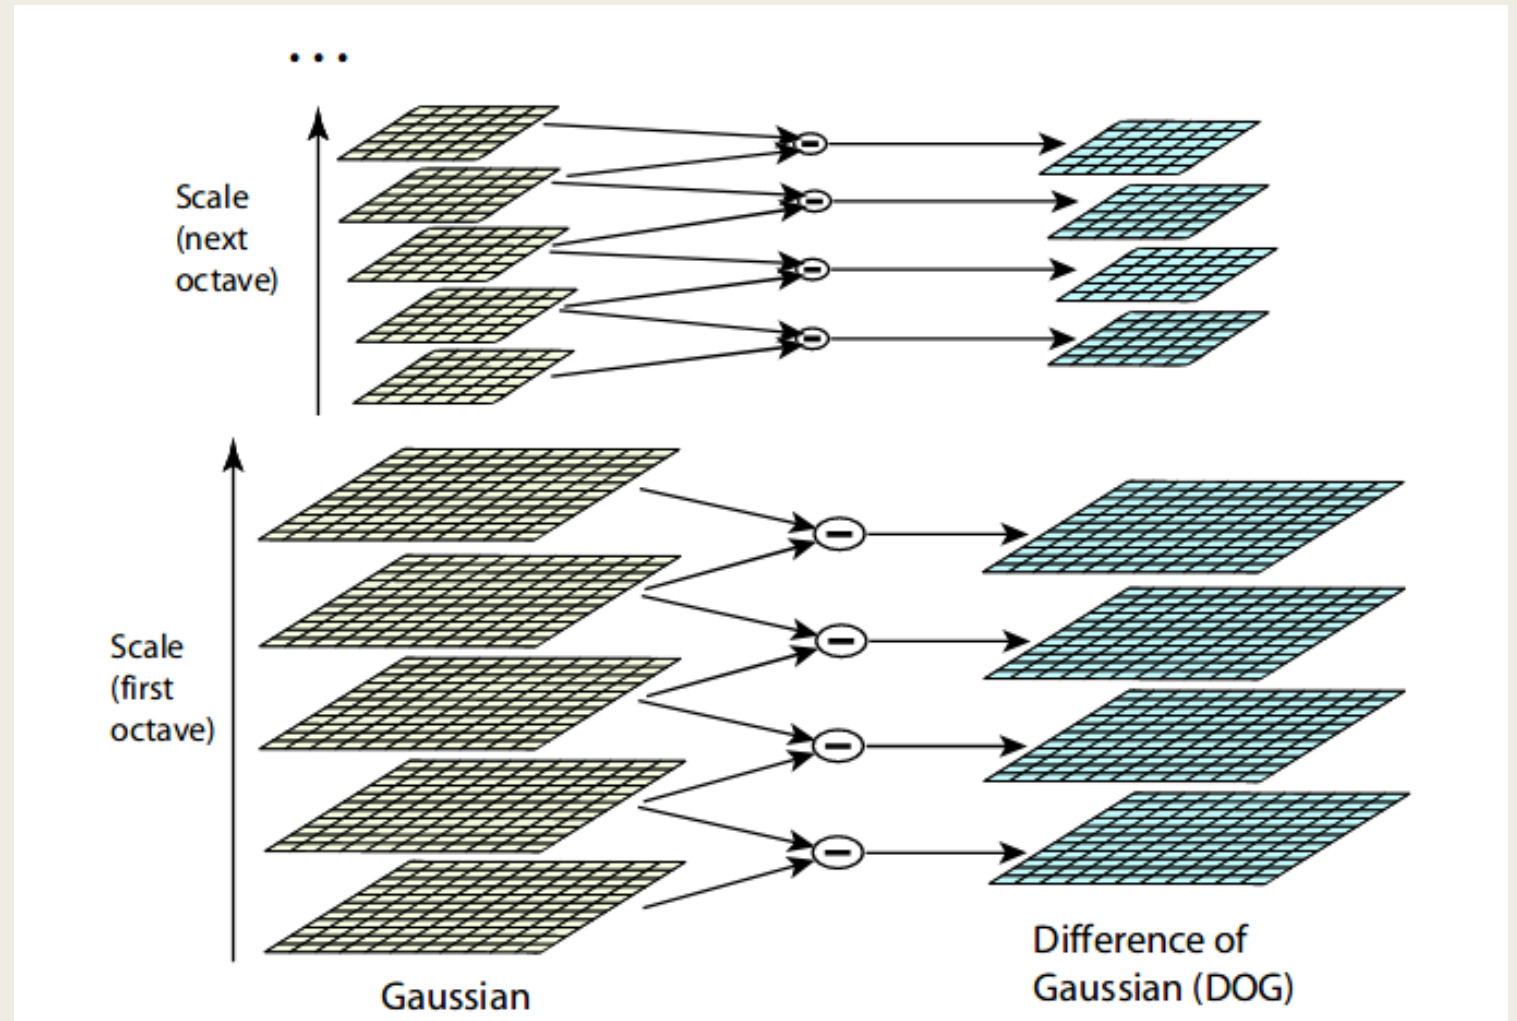 ...
Scale
(next
octave)
Scale
(first
octave)
Gaussian
Difference of
Gaussian (DOG)